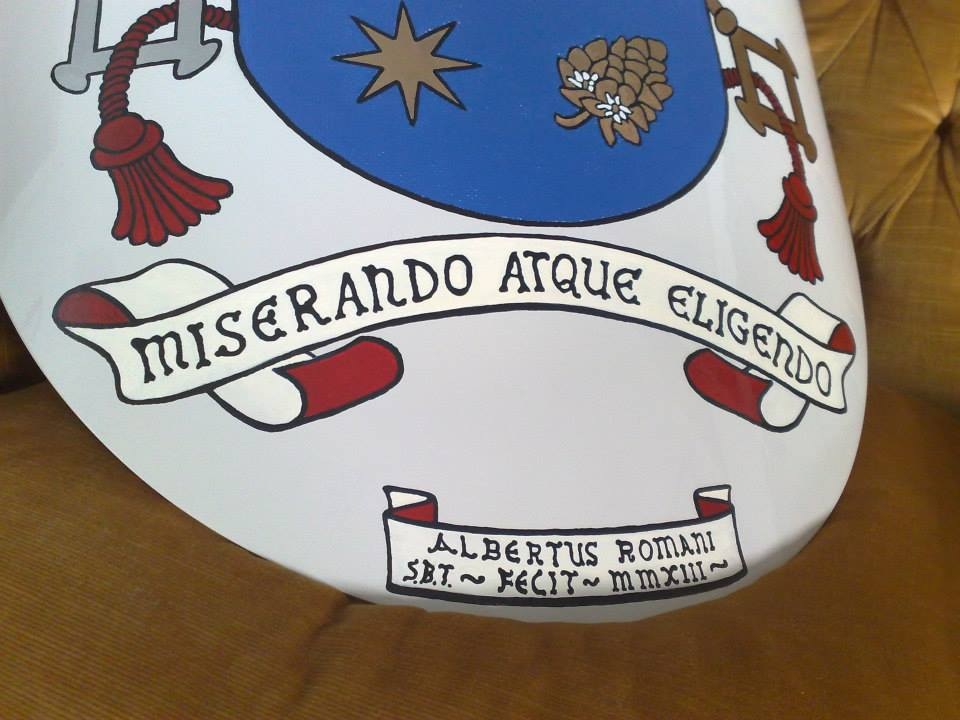 MISERANDO ATQUE ELIGENDO
ALBERTUS ROMANI
S.B.T. ~ FECIT ~ MMXIII ~